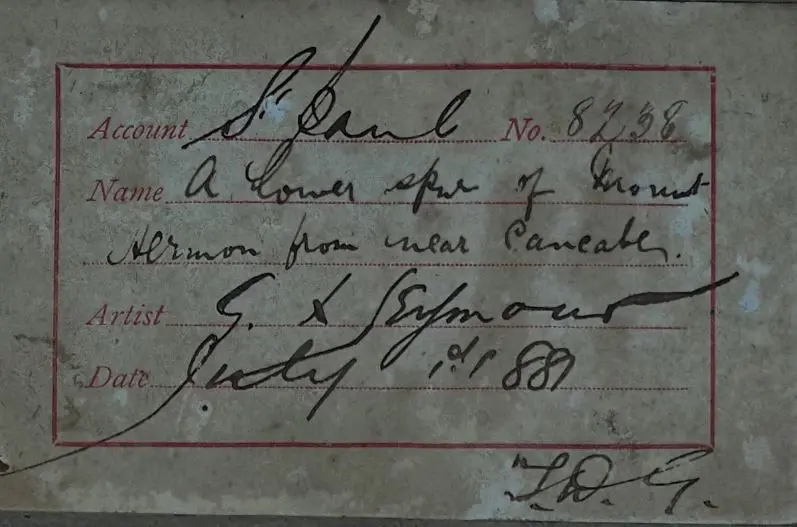 Account St Paul No. 8238
Name A lower spur of Mount
Hermon from near
Artist G. L Seymour
Date July 1st 1881